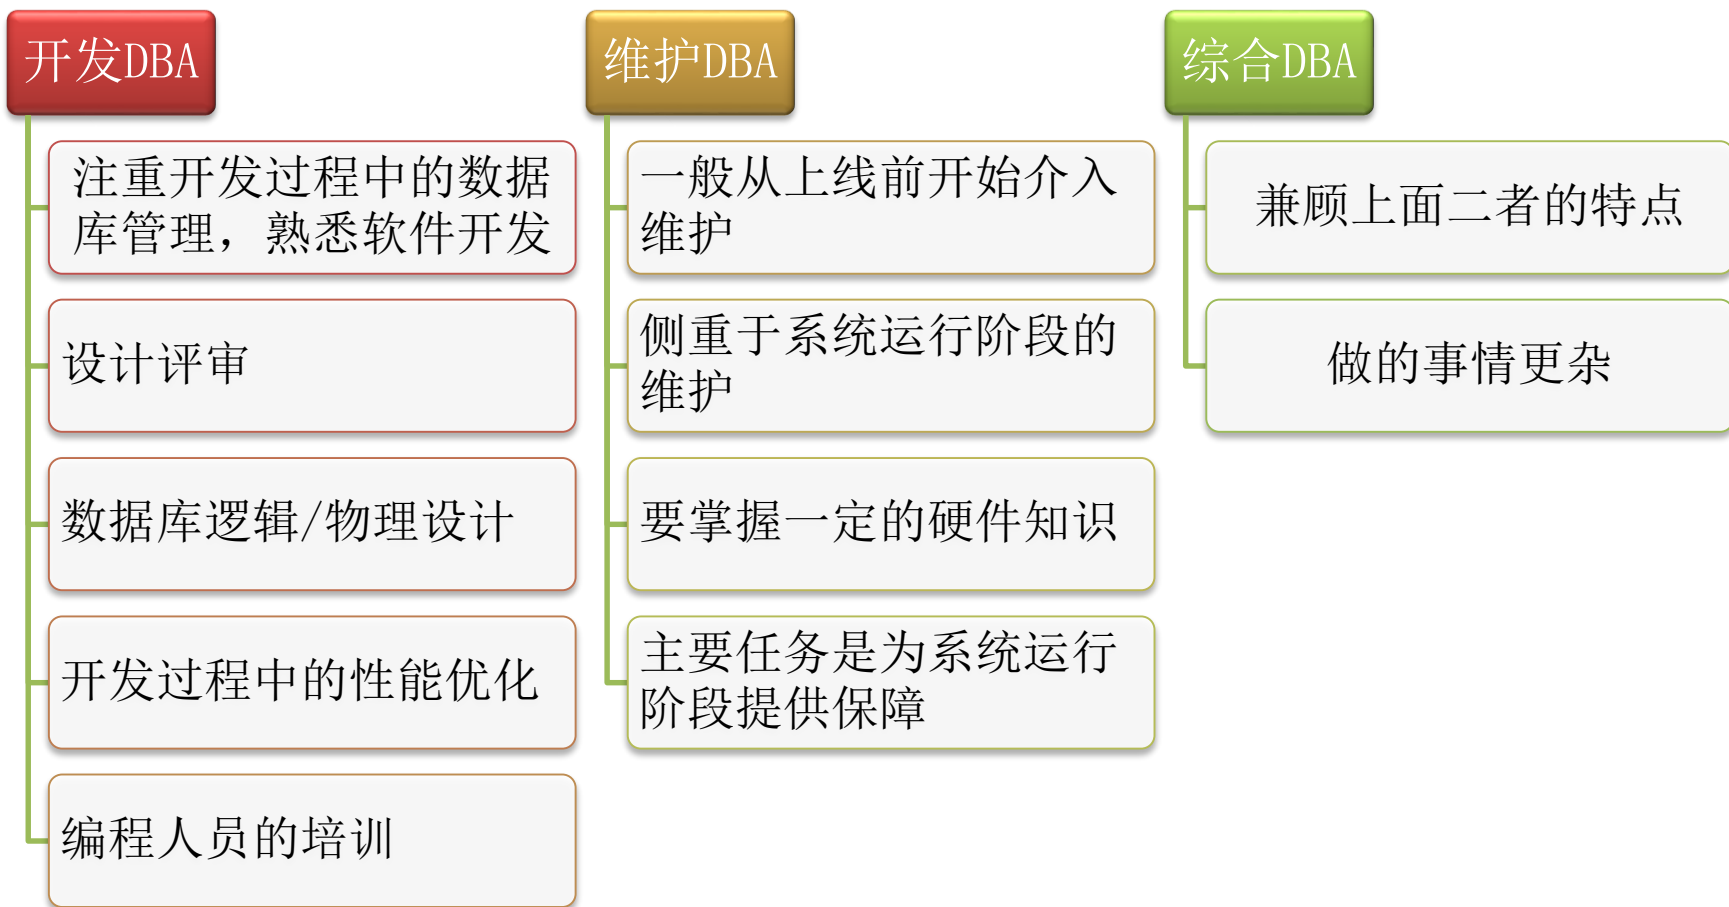 开发DBA
注重开发过程中的数据
库管理，熟悉软件开发
设计评审
数据库逻辑/物理设计
开发过程中的性能优化
编程人员的培训
维护DBA
一般从上线前开始介入
维护
侧重于系统运行阶段的
维护
要掌握一定的硬件知识
主要任务是为系统运行
阶段提供保障
综合DBA
兼顾上面二者的特点
做的事情更杂